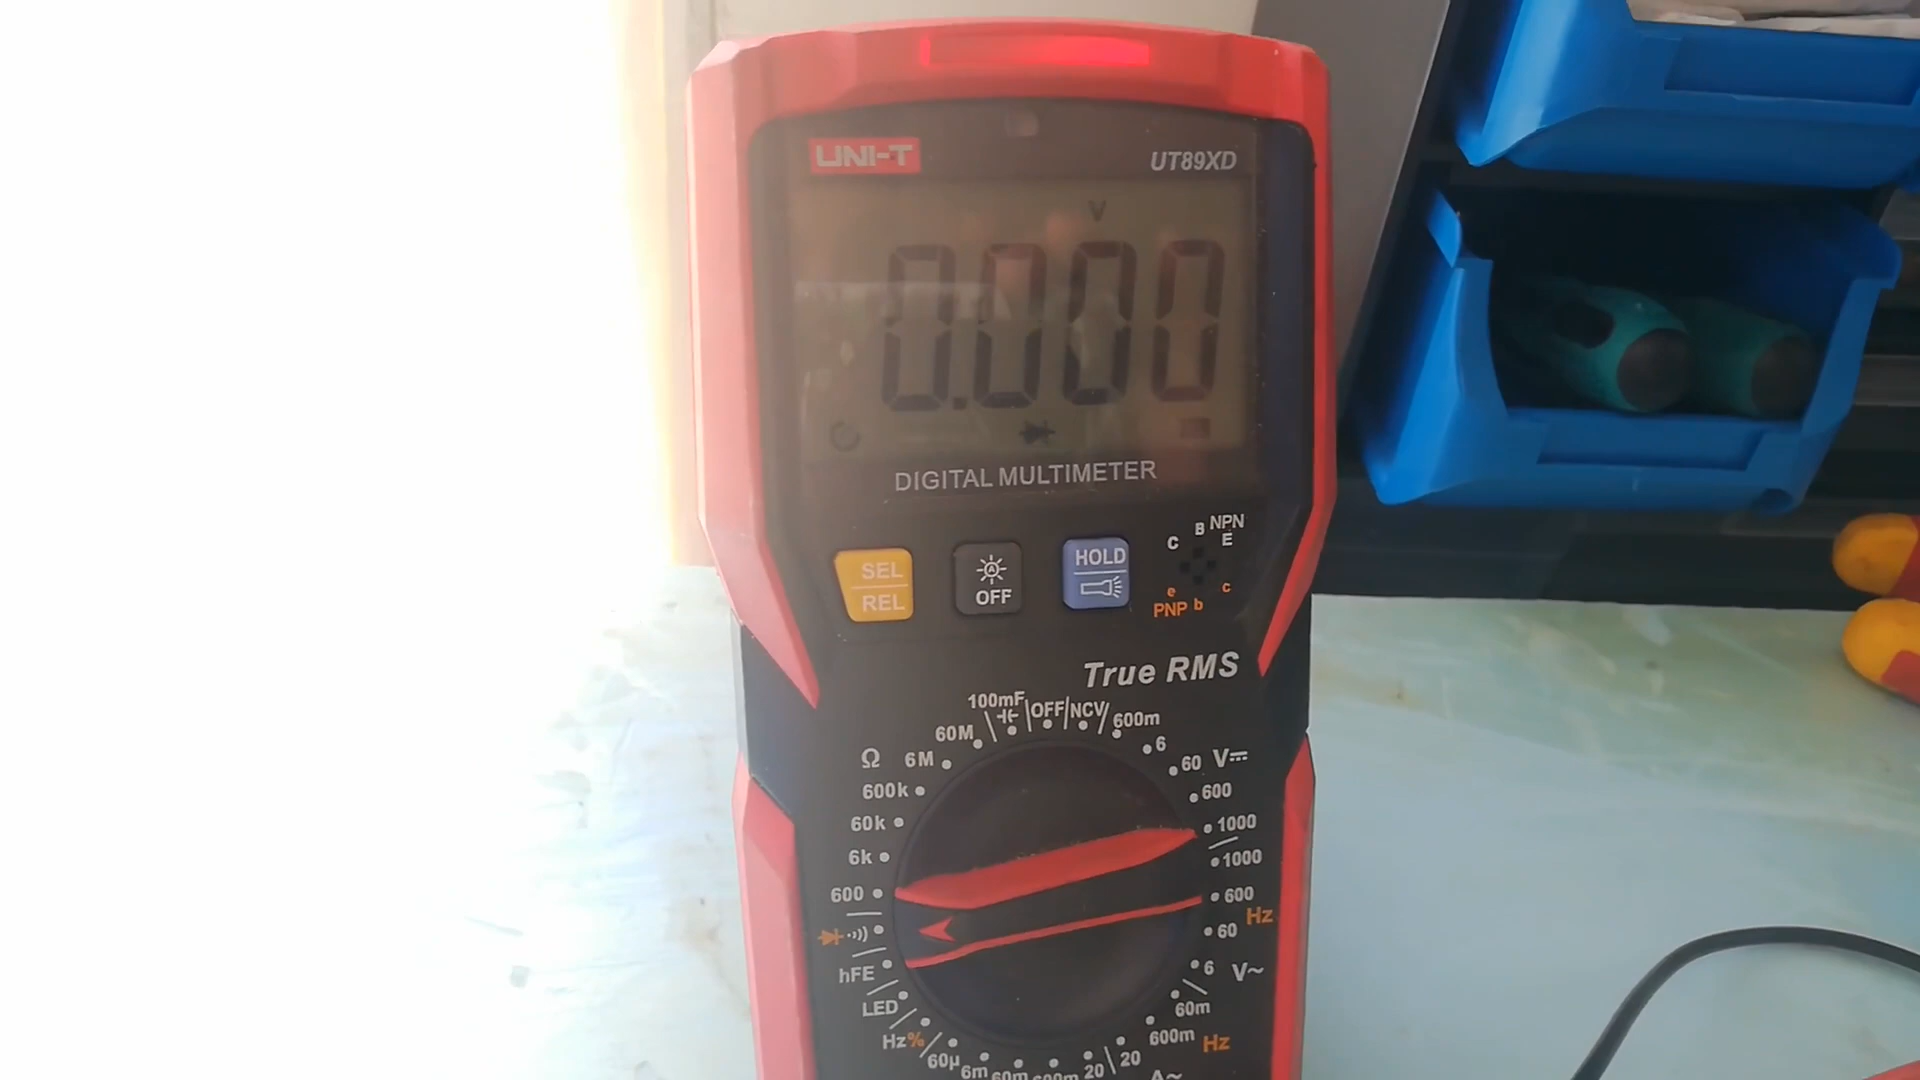 UNI-T
UT89XD
V
0.000
DIGITAL MULTIMETER
SEL
REL
OFF
HOLD
C B NPN
E
e c
PNP b
True RMS
100mF
OFF
NCV
600m
60M
6
Ω 6M
60 V
600k
600
60k
1000
6k
1000
600
600
Hz
60
hFE
6 V~
LED
60m
Hz%
600m Hz
60µ
6m
60m
600m
20
20
A~